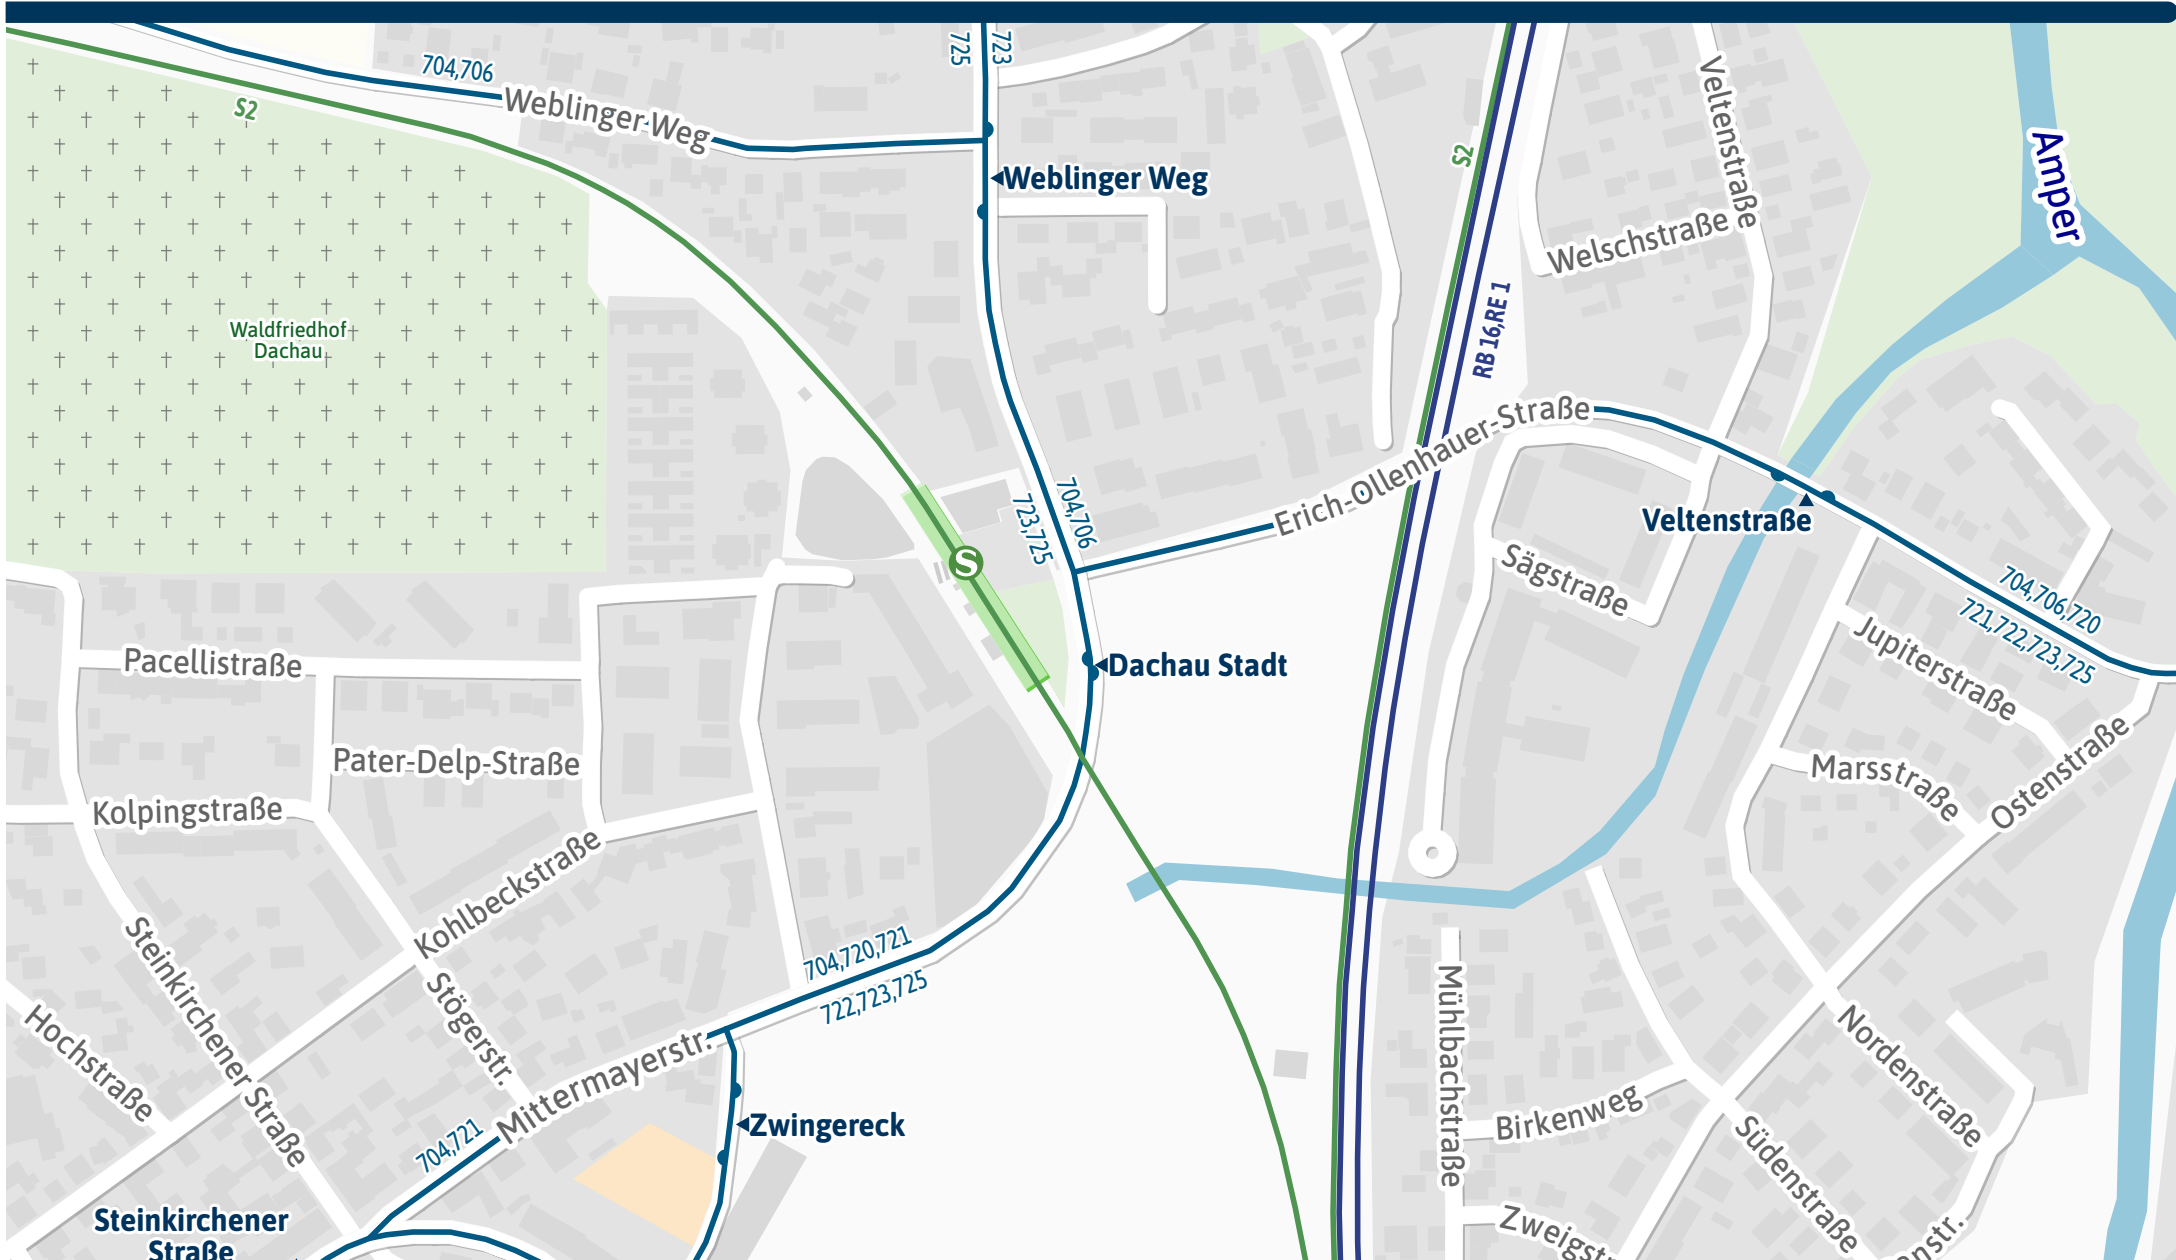 725
723
704,706
Weblinger Weg
S2
Veltenstraße
Amper
S2
Weblinger Weg
Welschstraße
RB 16,RE 1
Waldfriedhof
Dachau
Erich-Ollenhauer-Straße
704,706
723,725
S
Veltenstraße
Sägstraße
704,706,720
721,722,723,725
Jupiterstraße
Pacellistraße
Dachau Stadt
Pater-Delp-Straße
Marsstraße
Ostenstraße
Kolpingstraße
Kohlbeckstraße
Steinkirchener Straße
704,720,721
722,723,725
Stögerstr.
Hochstraße
Mittermayerstr.
Mühlbachstraße
Nordenstraße
Birkenweg
Südenstraße
704,721
Zwingereck
Steinkirchener
Straße
Zweigstr
enstr.